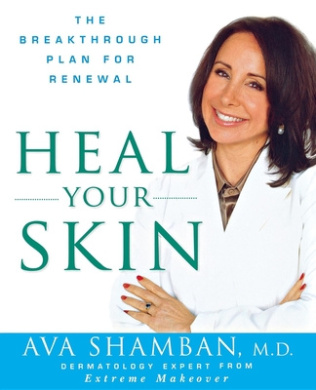 THE
BREAKTHROUGH
PLAN FOR
RENEWAL
HEAL
YOUR
SKIN
AVA SHAMBAN, M.D.
DERMATOLOGY EXPERT FROM
Extreme Makeover